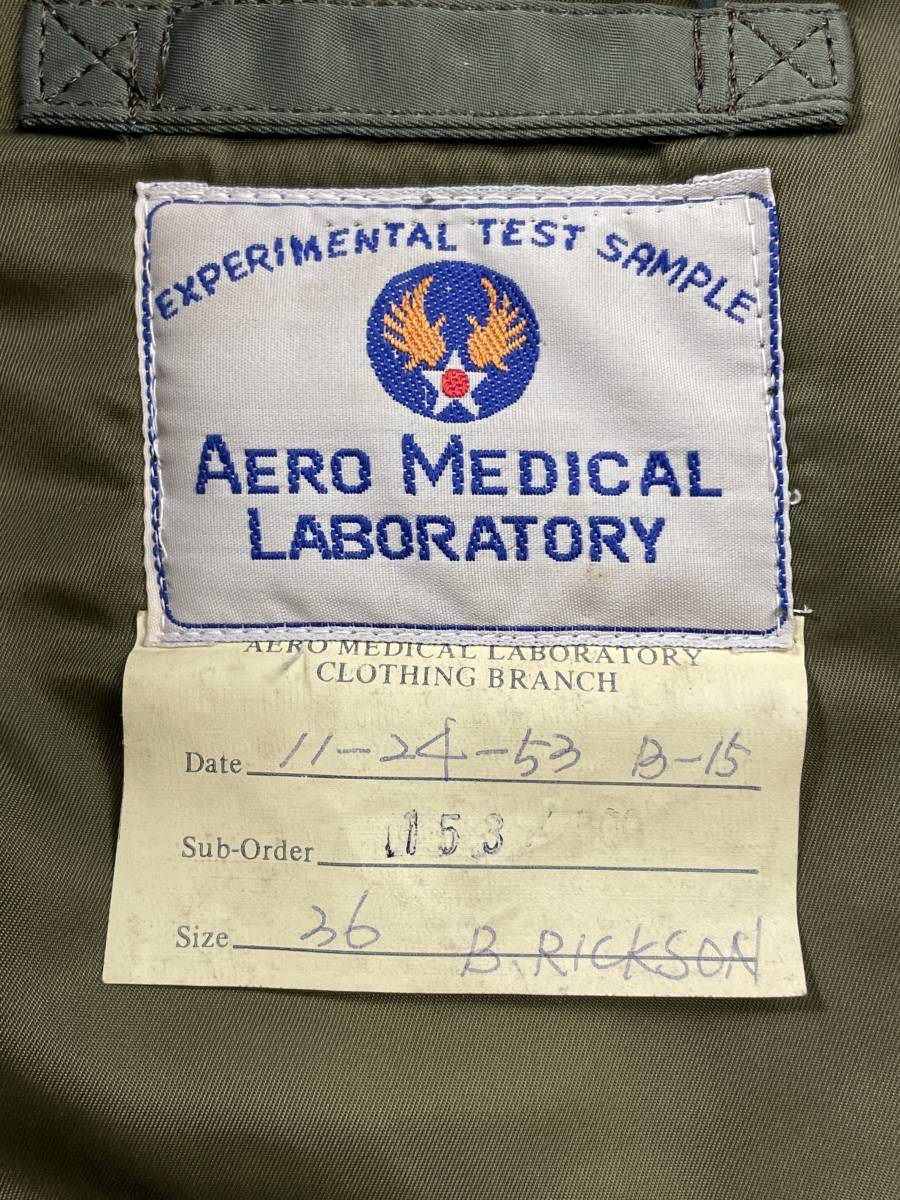 EXPERIMENTAL TEST SAMPLE
AERO MEDICAL
LABORATORY
AERO MEDICAL LABORATORY
CLOTHING BRANCH
Date 11-24-53 B-15
Sub-Order 153
Size 36 B.RICKSON